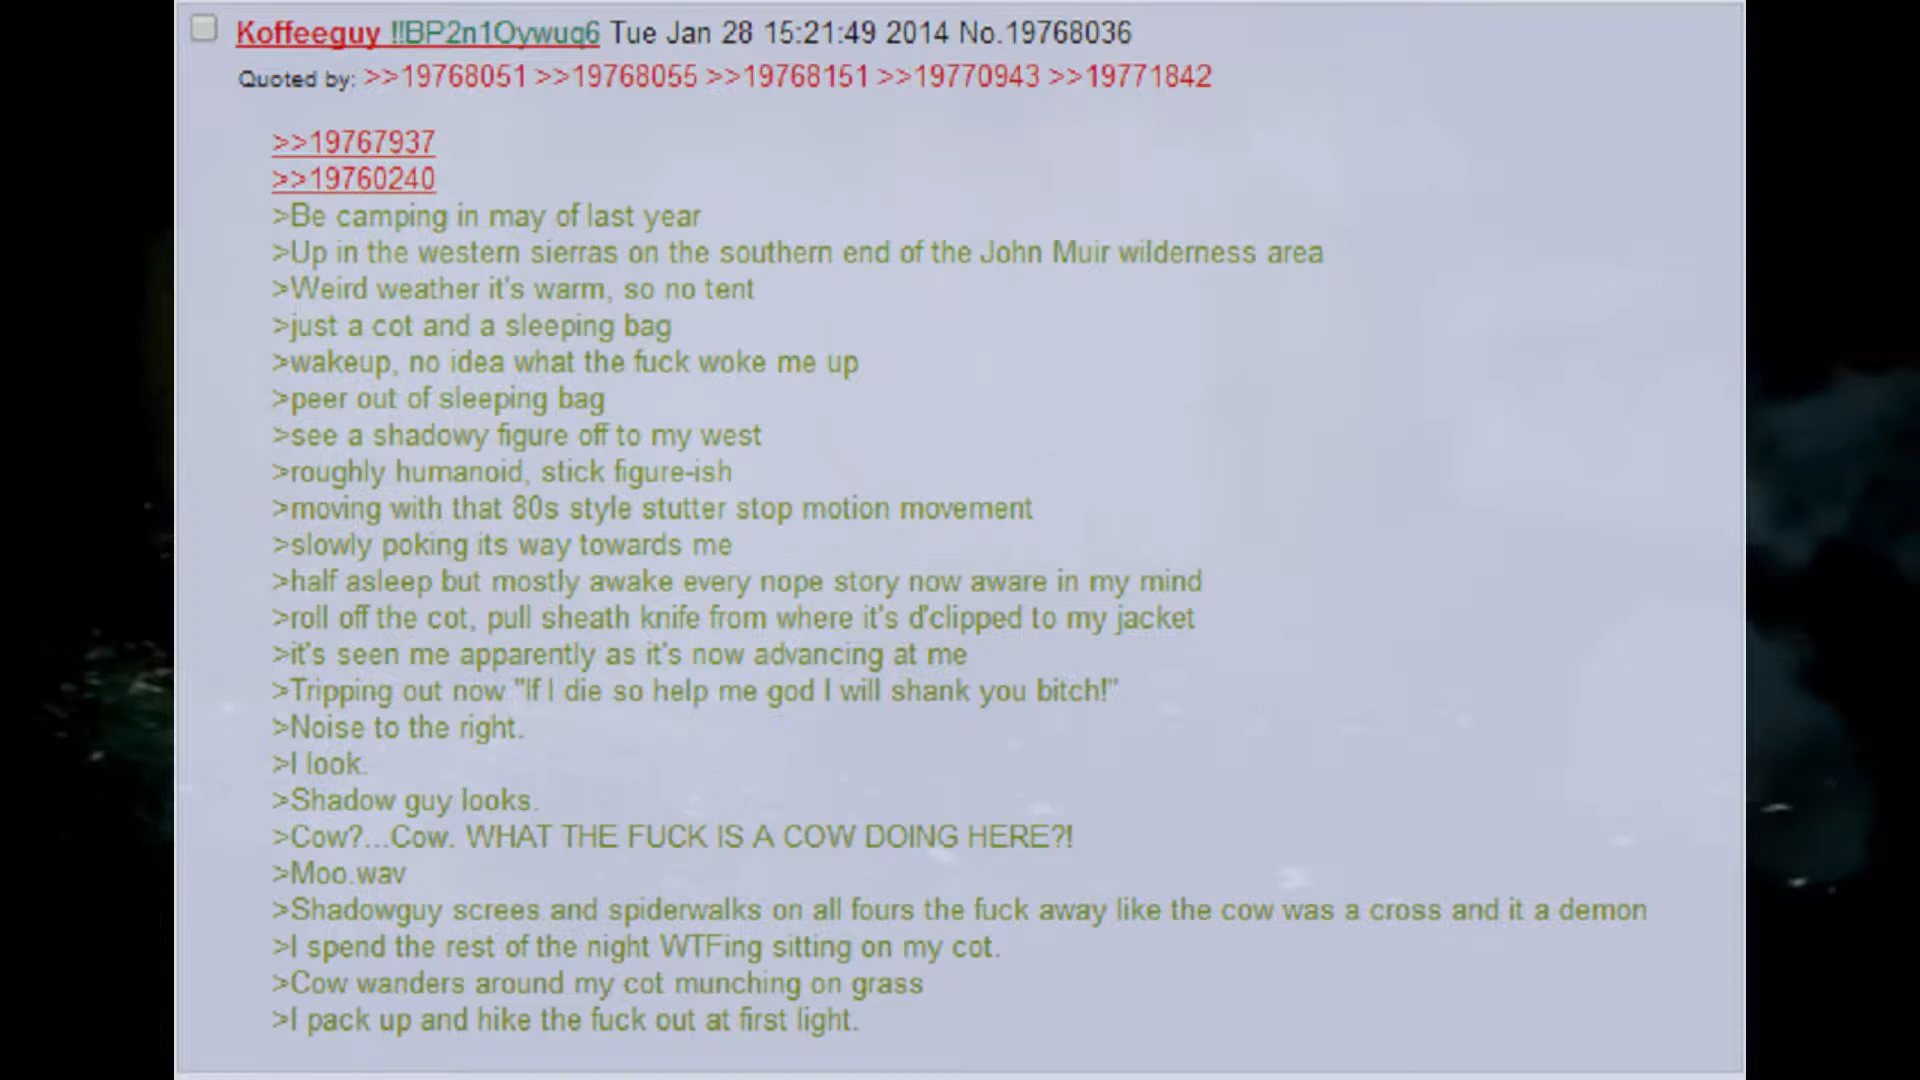 Koffeeguy !!BP2n1Oywuq6 Tue Jan 28 15:21:49 2014 No.19768036
Quoted by: >>19768051 >>19768055 >>19768151 >>19770943 >>19771842
>>19767937
>>19760240
>Be camping in may of last year
>Up in the western sierras on the southern end of the John Muir wilderness area
>Weird weather it's warm, so no tent
>just a cot and a sleeping bag
>wakeup, no idea what the fuck woke me up
>peer out of sleeping bag
>see a shadowy figure off to my west
>roughly humanoid, stick figure-ish
>moving with that 80s style stutter stop motion movement
>slowly poking its way towards me
>half asleep but mostly awake every nope story now aware in my mind
>roll off the cot, pull sheath knife from where it's d'clipped to my jacket
>it's seen me apparently as it's now advancing at me
>Tripping out now "If I die so help me god I will shank you bitch!"
>Noise to the right.
>I look.
>Shadow guy looks.
>Cow?...Cow. WHAT THE FUCK IS A COW DOING HERE?!
>Moo.wav
>Shadowguy screes and spiderwalks on all fours the fuck away like the cow was a cross and it a demon
>I spend the rest of the night WTFing sitting on my cot.
>Cow wanders around my cot munching on grass
>I pack up and hike the fuck out at first light.